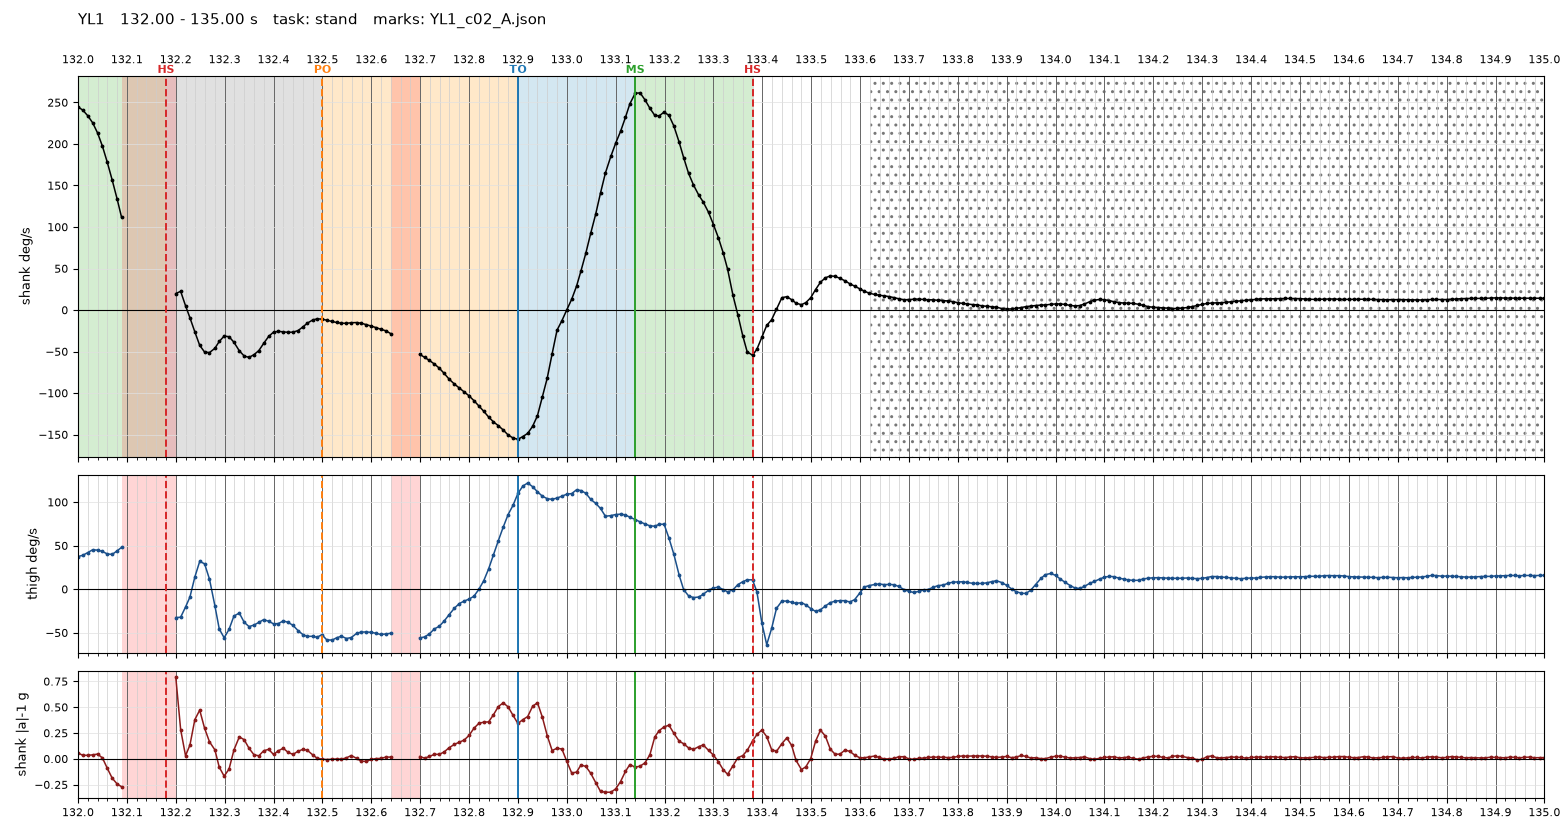 YL1 132.00 - 135.00 s task: stand marks: YL1_c02_A.json
132.0 132.1 132.2 132.3 132.4 132.5 132.6 132.7 132.8 132.9 133.0 133.1 133.2 133.3 133.4 133.5 133.6 133.7 133.8 133.9 134.0 134.1 134.2 134.3 134.4 134.5 134.6 134.7 134.8 134.9 135.0
HS PO TO MS HS
250
200
150
100
50
0
−50
−100
−150
shank deg/s
100
50
0
−50
thigh deg/s
0.75
0.50
0.25
0.00
−0.25
shank |a|-1 g
132.0 132.1 132.2 132.3 132.4 132.5 132.6 132.7 132.8 132.9 133.0 133.1 133.2 133.3 133.4 133.5 133.6 133.7 133.8 133.9 134.0 134.1 134.2 134.3 134.4 134.5 134.6 134.7 134.8 134.9 135.0